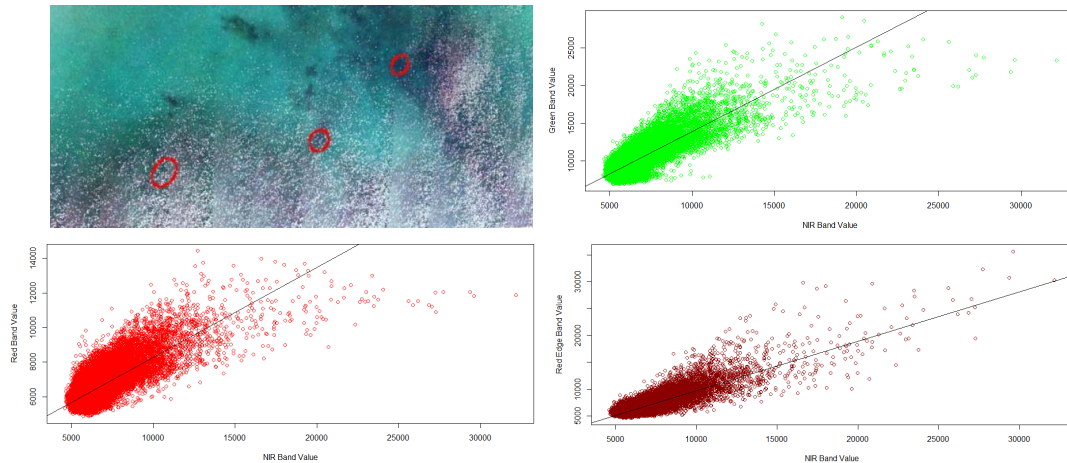 Green Band Value
10000 15000 20000 25000
5000 10000 15000 20000 25000 30000
NIR Band Value
Red Band Value
6000 8000 10000 12000 14000
5000 10000 15000 20000 25000 30000
NIR Band Value
Red Edge Band Value
5000 10000 20000 30000
5000 10000 15000 20000 25000 30000
NIR Band Value